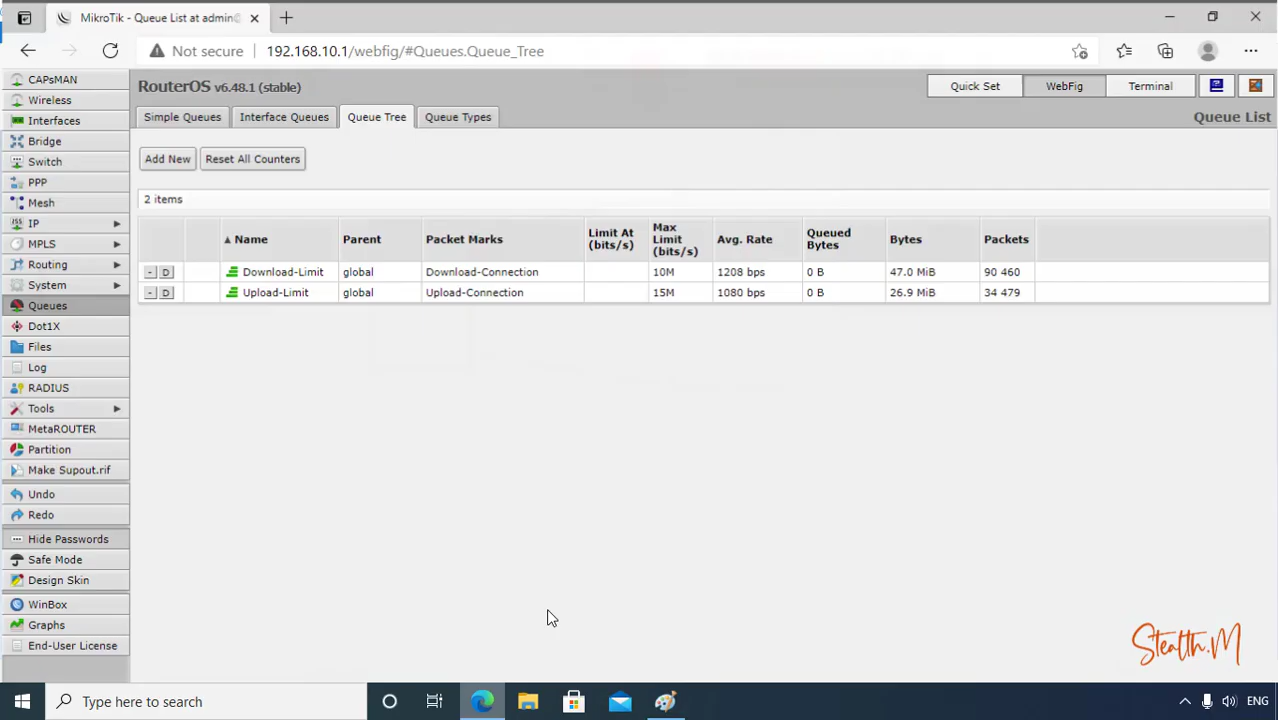 MikroTik - Queue List at admin@
Not secure 192.168.10.1/webfig/#Queues.Queue_Tree
CAPsMAN
Wireless
Interfaces
Bridge
Switch
PPP
Mesh
IP
MPLS
Routing
System
Queues
Dot1X
Files
Log
RADIUS
Tools
MetaROUTER
Partition
Make Supout.rif
Undo
Redo
Hide Passwords
Safe Mode
Design Skin
WinBox
Graphs
End-User License
RouterOS v6.48.1 (stable)
Quick Set WebFig Terminal
Simple Queues Interface Queues Queue Tree Queue Types
Queue List
Add New Reset All Counters
2 items
Name Parent Packet Marks Limit At (bits/s) Max Limit (bits/s) Avg. Rate Queued Bytes Bytes Packets
- D Download-Limit global Download-Connection 10M 1208 bps 0 B 47.0 MiB 90 460
- D Upload-Limit global Upload-Connection 15M 1080 bps 0 B 26.9 MiB 34 479
Stealth.M
Type here to search
ENG